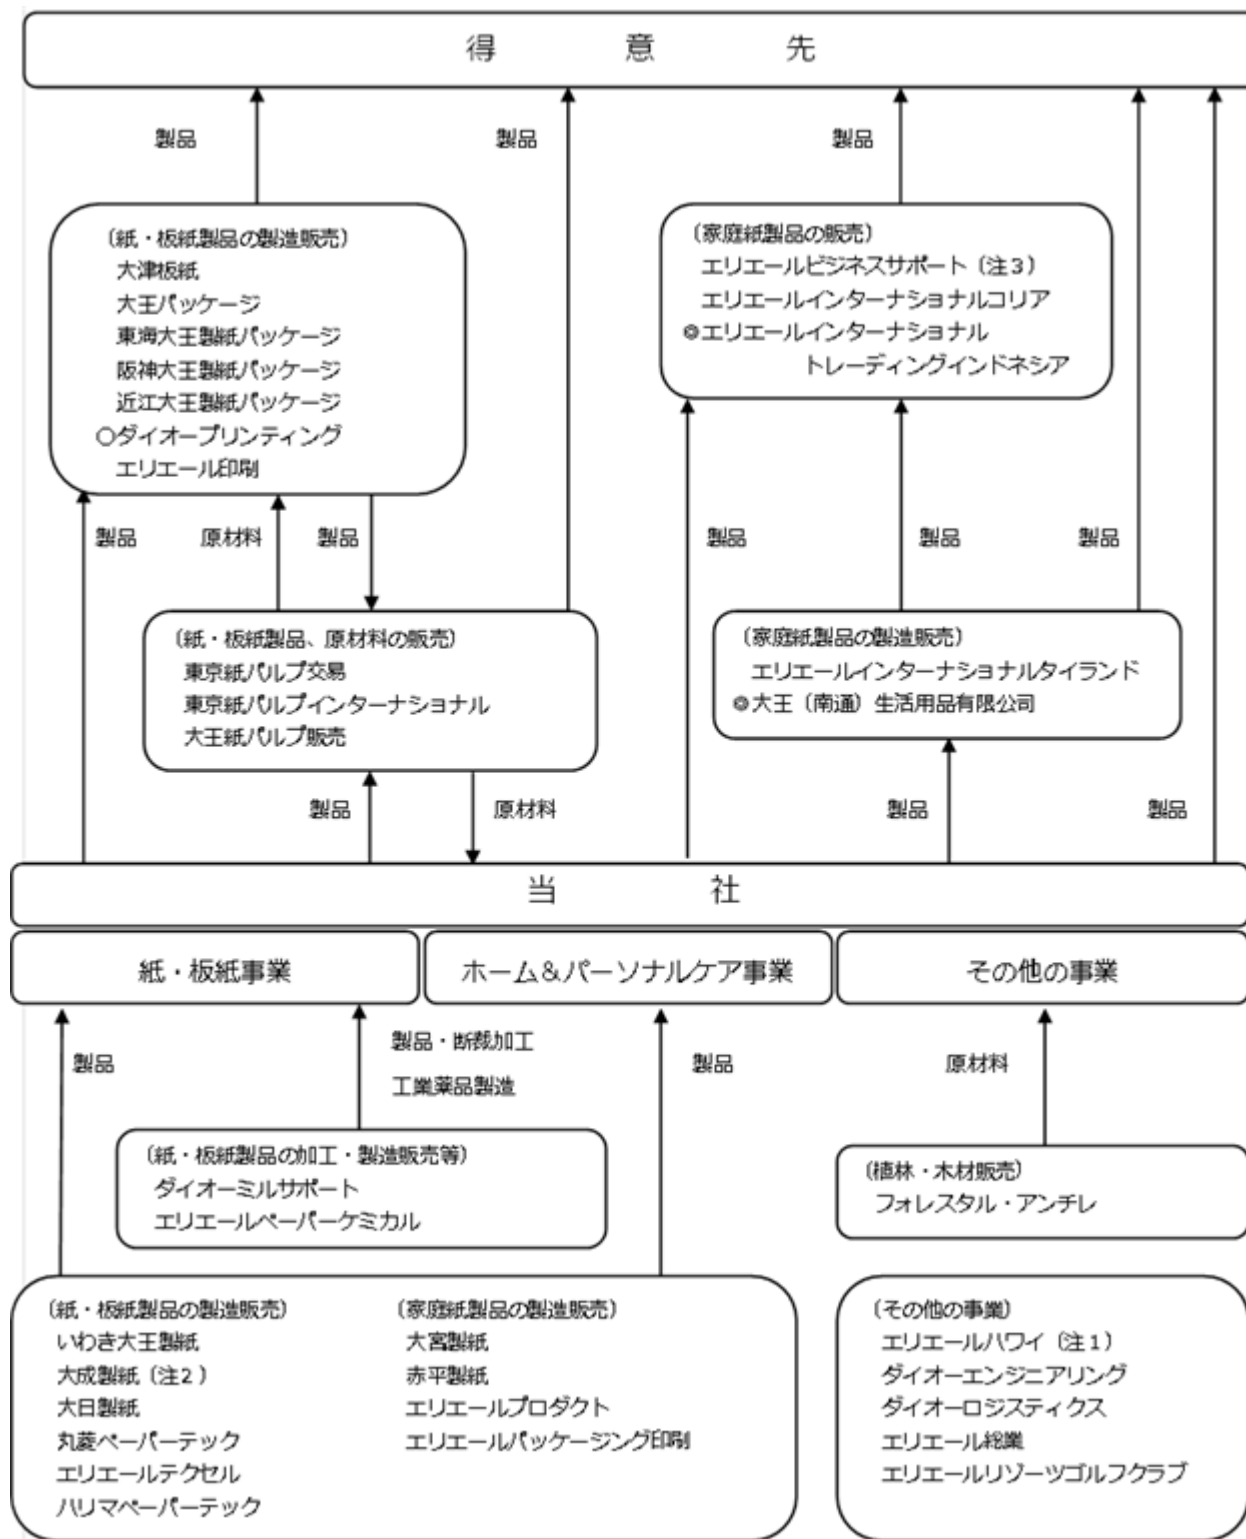 得意先
製品
製品
製品
(紙・板紙製品の製造販売)
大津板紙
大王パッケージ
東海大王製紙パッケージ
阪神大王製紙パッケージ
近江大王製紙パッケージ
○ダイオープリンティング
エリエール印刷
(家庭紙製品の販売)
エリエールビジネスサポート(注3)
エリエールインターナショナルコリア
◎エリエールインターナショナル
トレーディングインドネシア
製品
原材料
製品
製品
製品
製品
(紙・板紙製品、原材料の販売)
東京紙パルプ交易
東京紙パルプインターナショナル
大王紙パルプ販売
(家庭紙製品の製造販売)
エリエールインターナショナルタイランド
◎大王(南通)生活用品有限公司
製品
原材料
製品
製品
当社
紙・板紙事業
ホーム&パーソナルケア事業
その他の事業
製品
製品・断裁加工
工業薬品製造
製品
原材料
(紙・板紙製品の加工・製造販売等)
ダイオーミルサポート
エリエールペーパーケミカル
(植林・木材販売)
フォレスタル・アンチレ
(紙・板紙製品の製造販売)
いわき大王製紙
大成製紙(注2)
大日製紙
丸菱ペーパーテック
エリエールテクセル
ハリマペーパーテック
(家庭紙製品の製造販売)
大宮製紙
赤平製紙
エリエールプロダクト
エリエールパッケージング印刷
(その他の事業)
エリエールハワイ(注1)
ダイオーエンジニアリング
ダイオーロジスティクス
エリエール総業
エリエールリゾーツゴルフクラブ